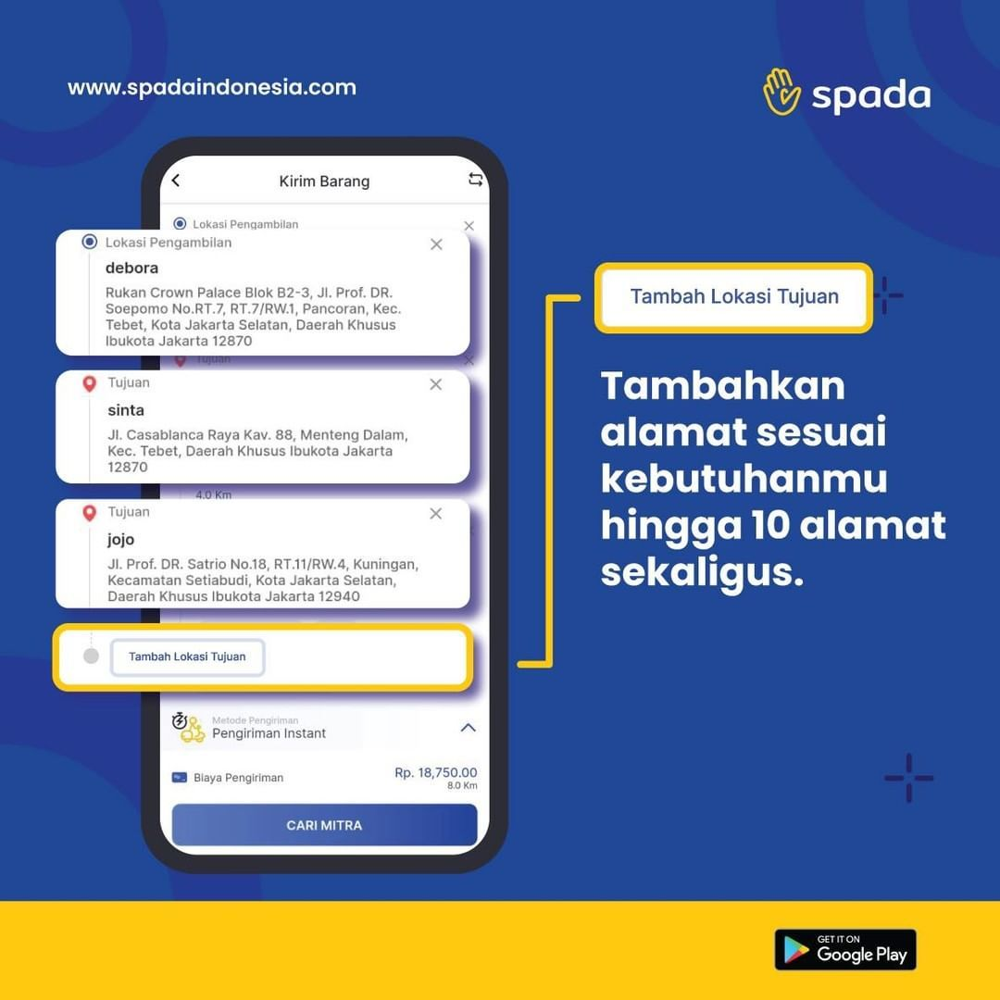 www.spadaindonesia.com
spada
Kirim Barang
Lokasi Pengambilan
Lokasi Pengambilan
debora
Rukan Crown Palace Blok B2-3, Jl. Prof. DR.
Soepomo No.RT.7, RT.7/RW.1, Pancoran, Kec.
Tebet, Kota Jakarta Selatan, Daerah Khusus
Ibukota Jakarta 12870
Tujuan
Tujuan
sinta
Jl. Casablanca Raya Kav. 88, Menteng Dalam,
Kec. Tebet, Daerah Khusus Ibukota Jakarta
12870
4.0 Km
Tujuan
jojo
Jl. Prof. DR. Satrio No.18, RT.11/RW.4, Kuningan,
Kecamatan Setiabudi, Kota Jakarta Selatan,
Daerah Khusus Ibukota Jakarta 12940
Tambah Lokasi Tujuan
Metode Pengiriman
Pengiriman Instant
Biaya Pengiriman
Rp. 18,750.00
8.0 Km
CARI MITRA
Tambah Lokasi Tujuan
Tambahkan
alamat sesuai
kebutuhanmu
hingga 10 alamat
sekaligus.
GET IT ON
Google Play